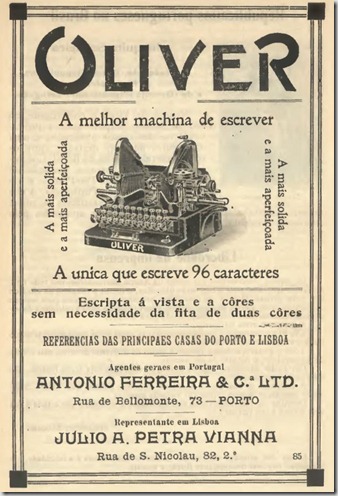 OLIVER
A melhor machina de escrever
A mais solida
e a mais aperfeiçoada
A mais solida
e a mais aperfeiçoada
OLIVER
A unica que escreve 96 caracteres
Escripta á vista e a côres
sem necessidade da fita de duas côres
REFERENCIAS DAS PRINCIPAES CASAS DO PORTO E LISBOA
Agentes geraes em Portugal
ANTONIO FERREIRA & C.ª LTD.
Rua de Bellomonte, 73 — PORTO
Representante em Lisboa
JULIO A. PETRA VIANNA
Rua de S. Nicolau, 82, 2.º
85